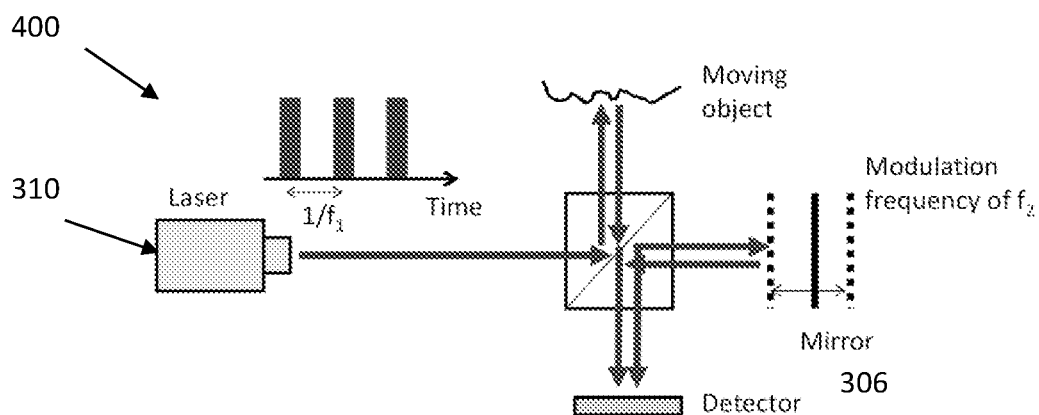 400
Moving
object
310
Laser
1/f₁
Time
Modulation
frequency of f₂
Mirror
306
Detector